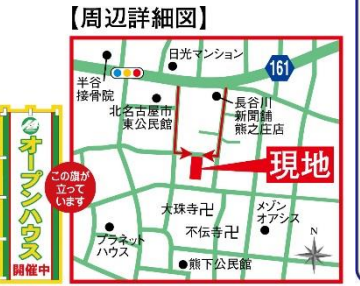 【周辺詳細図】
日光マンション
161
半谷
接骨院
北名古屋市
東公民館
長谷川
新聞舗
熊之庄店
現地
オープンハウス
開催中
この旗が
立って
います
大珠寺卍
不伝寺卍
メゾン
オアシス
プラネット
ハウス
熊下公民館
N